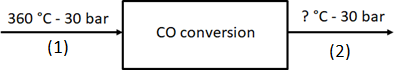 360 °C - 30 bar
(1)
CO conversion
? °C - 30 bar
(2)